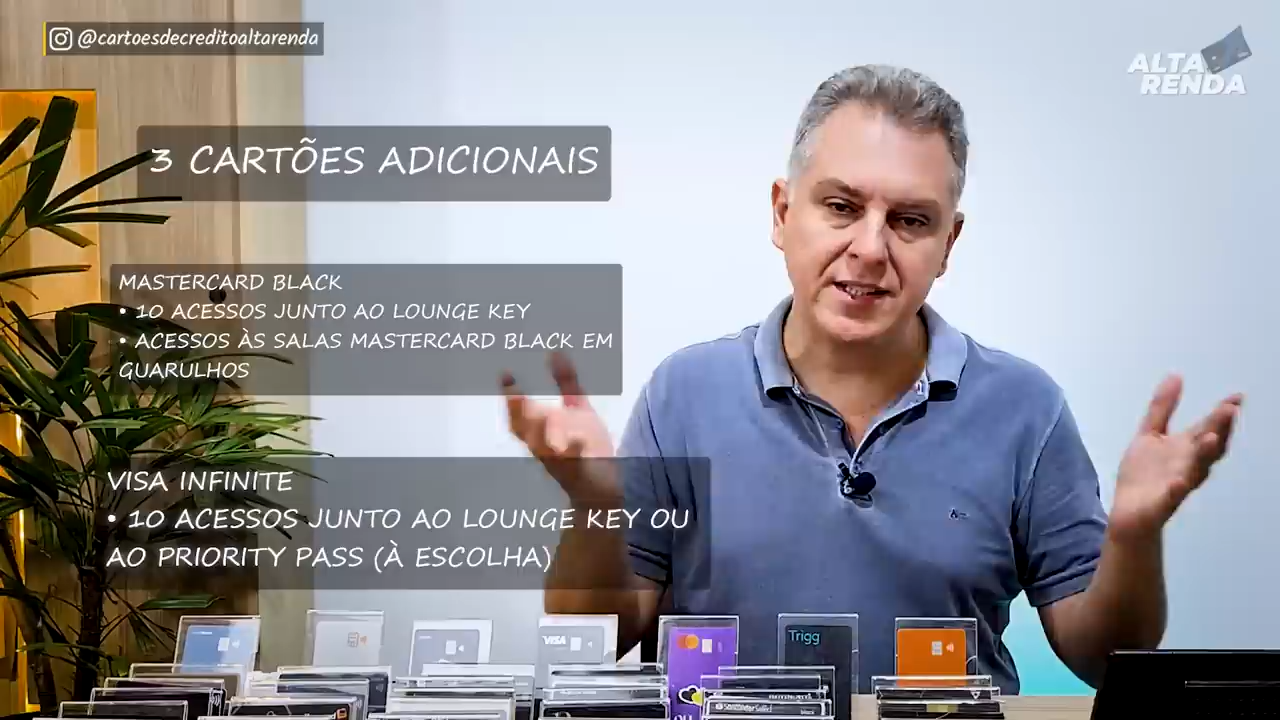 @cartoesdecreditoaltarenda
ALTA
RENDA
3 CARTÕES ADICIONAIS
MASTERCARD BLACK
• 10 ACESSOS JUNTO AO LOUNGE KEY
• ACESSOS ÀS SALAS MASTERCARD BLACK EM
GUARULHOS
VISA INFINITE
• 10 ACESSOS JUNTO AO LOUNGE KEY OU
AO PRIORITY PASS (À ESCOLHA)
VISA
Trigg